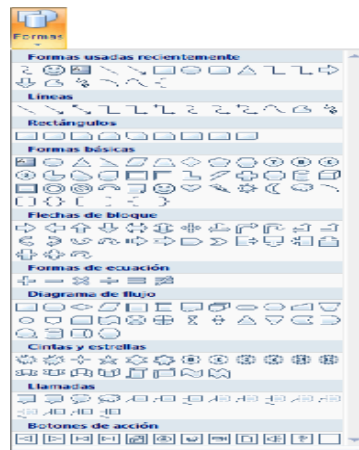 Formas
Formas usadas recientemente
Líneas
Rectángulos
Formas básicas
Flechas de bloque
Formas de ecuación
Diagrama de flujo
Cintas y estrellas
Llamadas
Botones de acción